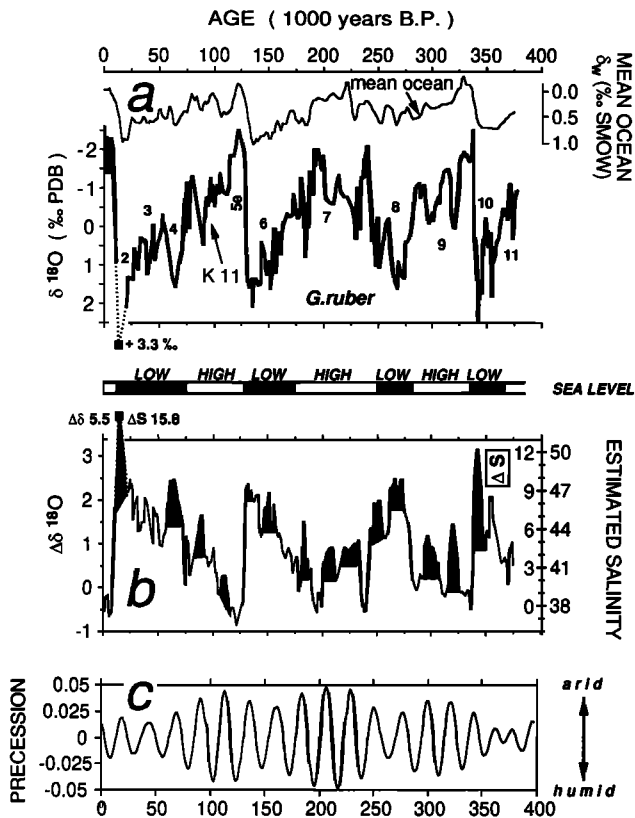 AGE ( 1000 years B.P. )
0 50 100 150 200 250 300 350 400
a
mean ocean
0.0
0.5
1.0
MEAN OCEAN
δw (‰ SMOW)
δ 18O ( ‰ PDB)
-2
-1
0
1
2
2 3 4 K 11 5e 6 7 8 9 10 11
G.ruber
+ 3.3 ‰
LOW HIGH LOW HIGH LOW HIGH LOW
SEA LEVEL
Δδ 5.5 ΔS 15.8
Δδ 18O
3
2
1
0
-1
b
ΔS
12 50
9 47
6 44
3 41
0 38
ESTIMATED SALINITY
PRECESSION
0.05
0.025
0
-0.025
-0.05
c
arid
humid
0 50 100 150 200 250 300 350 400